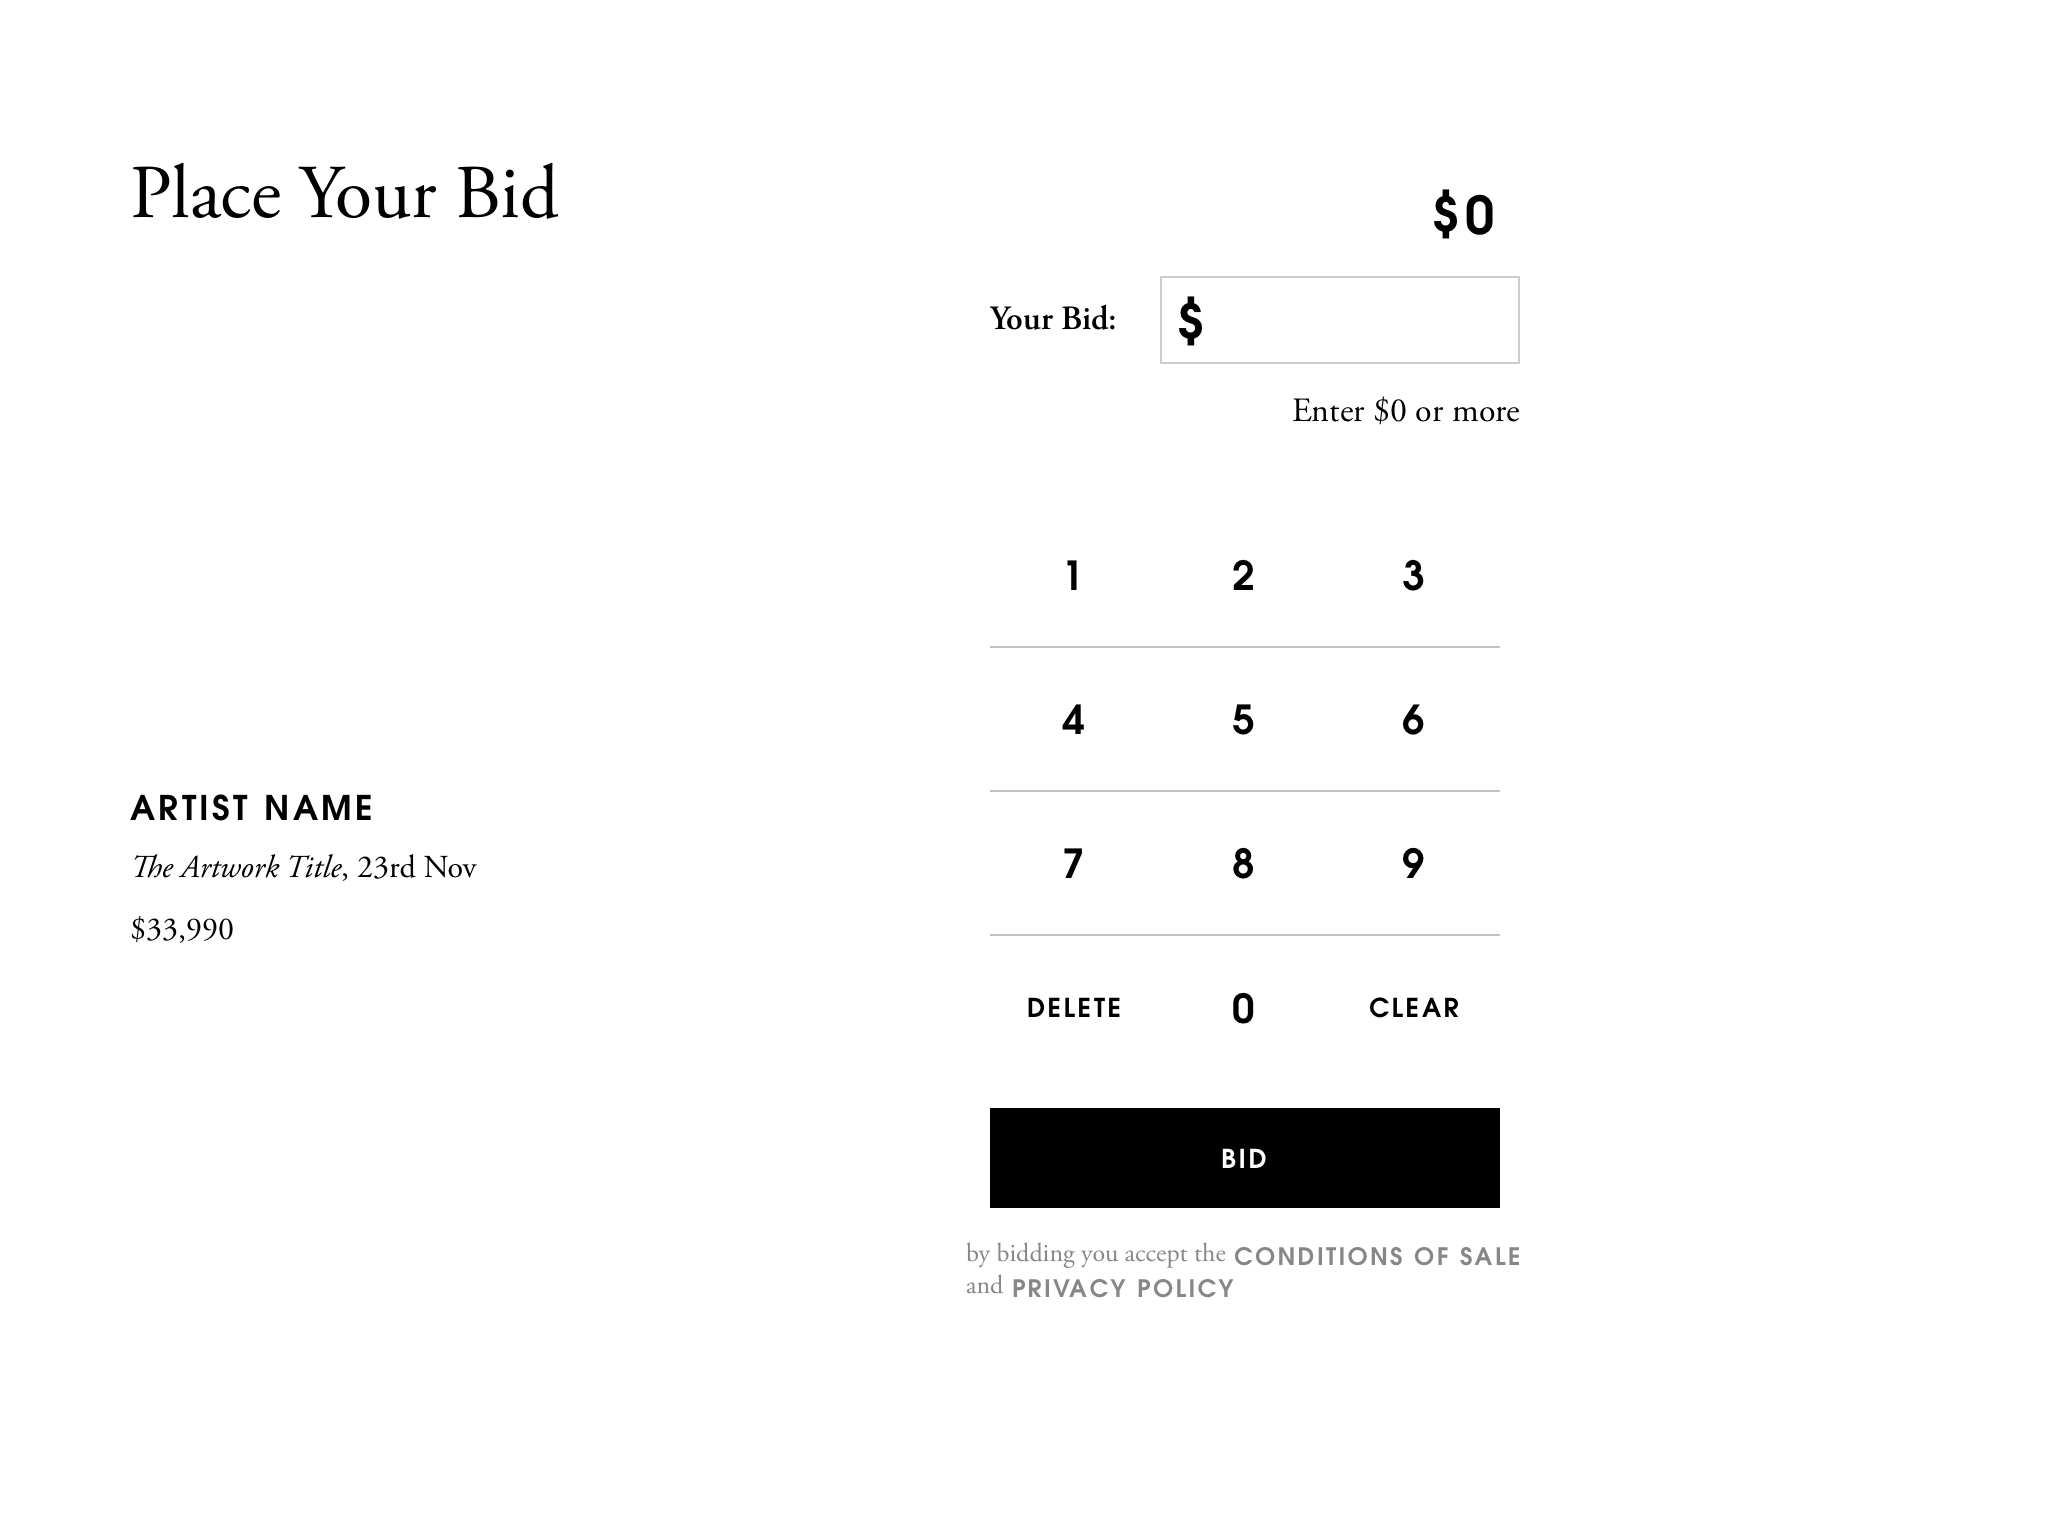 Place Your Bid
$0
Your Bid:
$
Enter $0 or more
1 2 3
4 5 6
ARTIST NAME
The Artwork Title, 23rd Nov
$33,990
7 8 9
DELETE 0 CLEAR
BID
by bidding you accept the CONDITIONS OF SALE
and PRIVACY POLICY